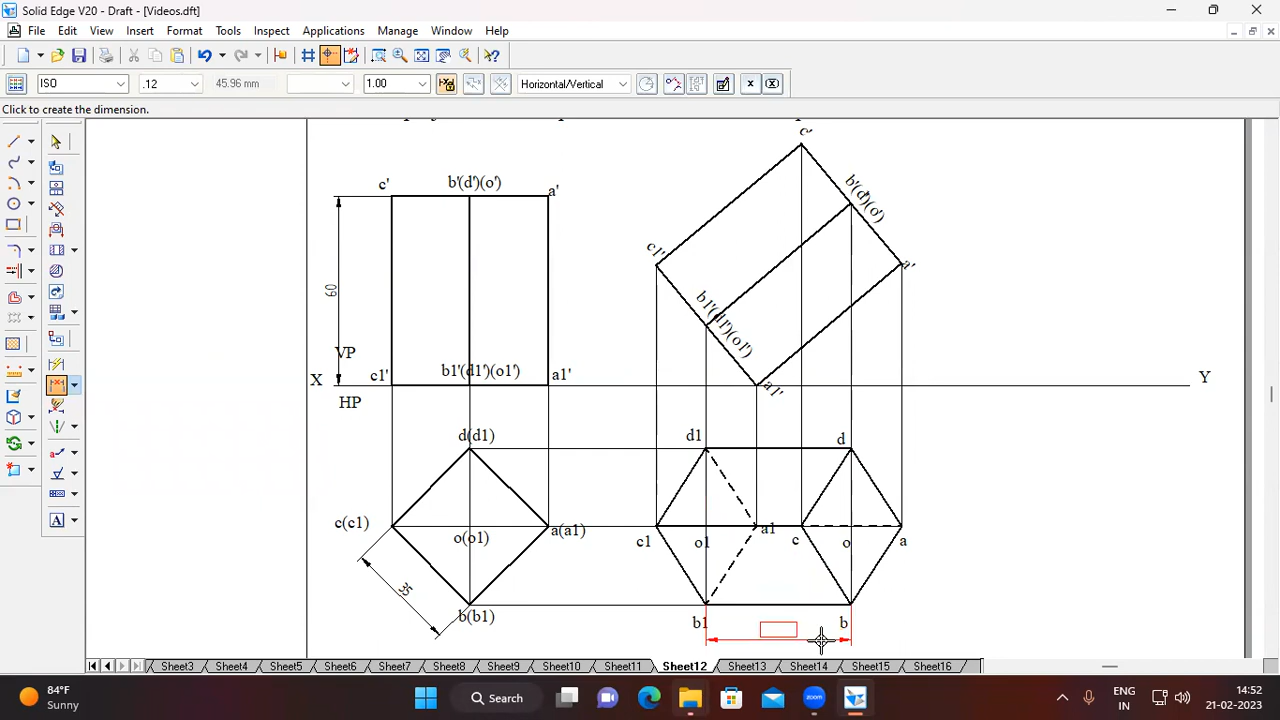 Solid Edge V20 - Draft - [Videos.dft]
File Edit View Insert Format Tools Inspect Applications Manage Window Help
ISO .12 45.96 mm 1.00 Horizontal/Vertical
Click to create the dimension.
c'
c' b'(d')(o') a'
b'(d')(o')
c1' a'
60
b1'(d1')(o1')
VP
X c1' b1'(d1')(o1') a1' a1' Y
HP
d(d1) d1 d
c(c1) o(o1) a(a1) c1 o1 a1 c o a
35
b(b1) b1 b
Sheet3 Sheet4 Sheet5 Sheet6 Sheet7 Sheet8 Sheet9 Sheet10 Sheet11 Sheet12 Sheet13 Sheet14 Sheet15 Sheet16
84°F
Sunny
Search
zoom
ENG
IN
14:52
21-02-2023